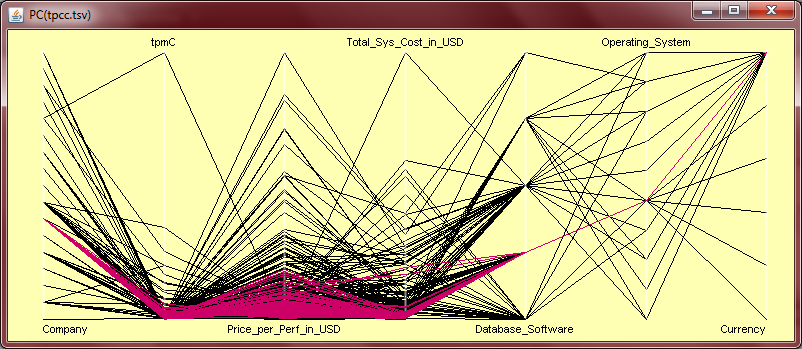 PC(tpcc.tsv)
tpmC
Total_Sys_Cost_in_USD
Operating_System
Company
Price_per_Perf_in_USD
Database_Software
Currency